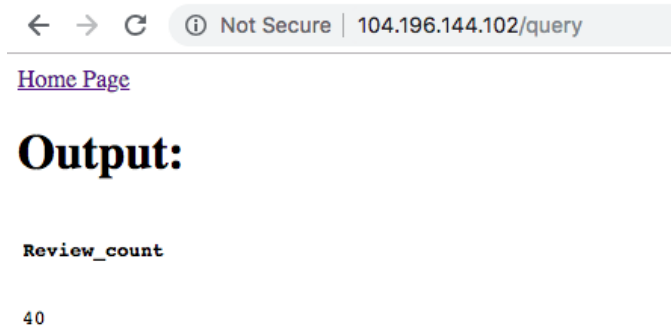 Not Secure | 104.196.144.102/query
Home Page
Output:
Review_count
40